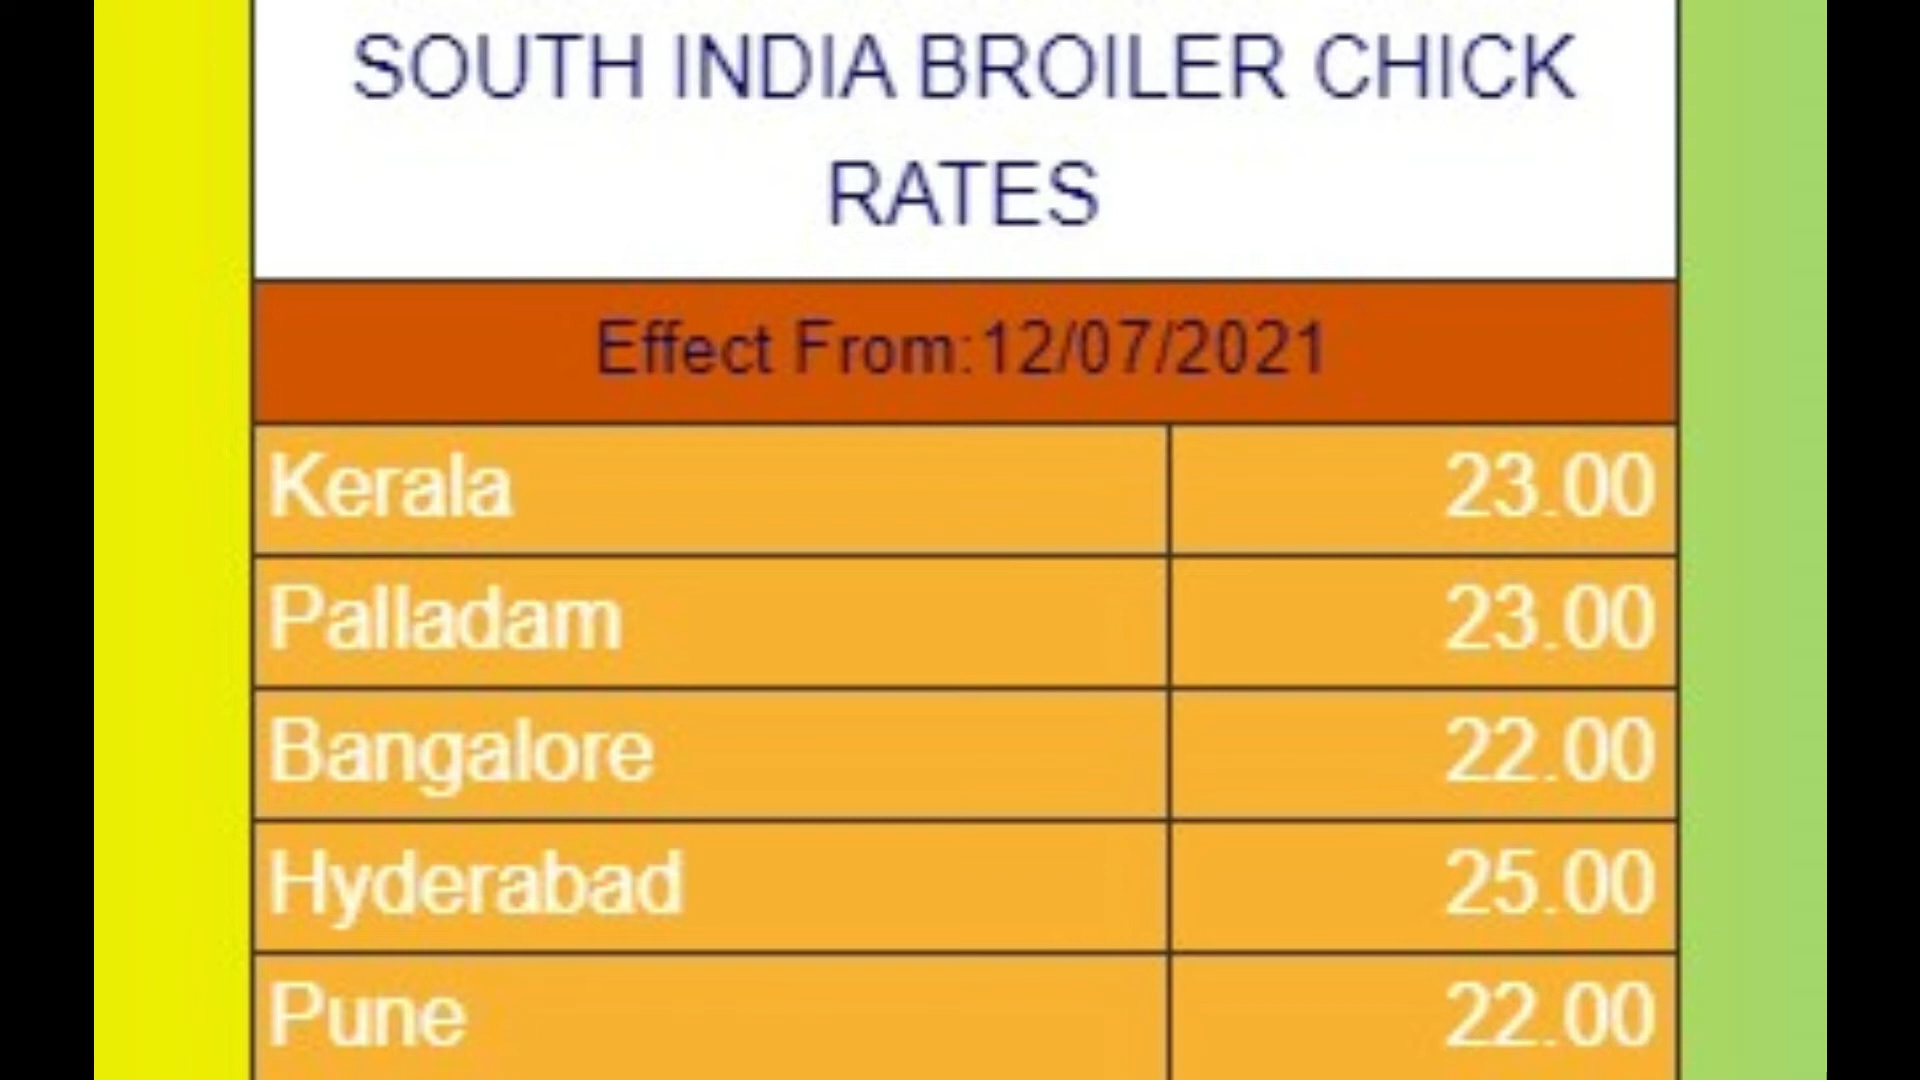 SOUTH INDIA BROILER CHICK
RATES
Effect From:12/07/2021
Kerala 23.00
Palladam 23.00
Bangalore 22.00
Hyderabad 25.00
Pune 22.00